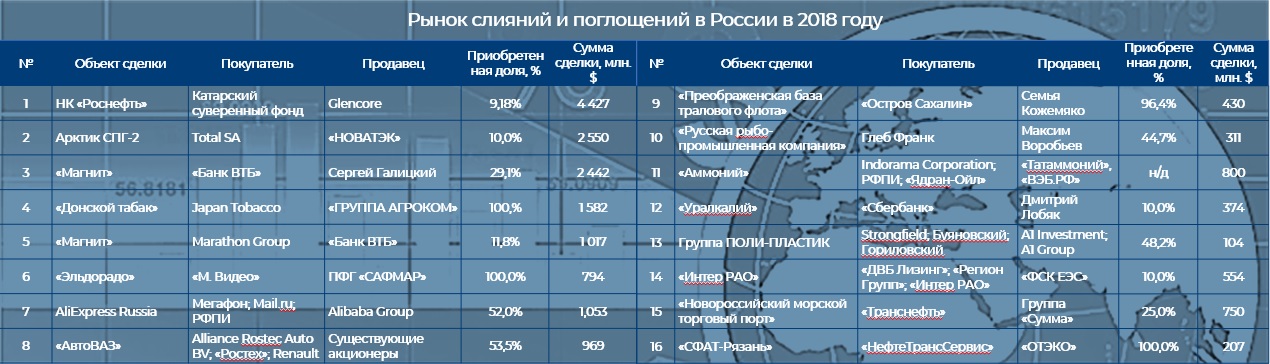 Рынок слияний и поглощений в России в 2018 году
№ Объект сделки Покупатель Продавец Приобретен ная доля, % Сумма сделки, млн. $ № Объект сделки Покупатель Продавец Приобрете нная доля, % Сумма сделки, млн. $
1 НК «Роснефть» Катарский суверенный фонд Glencore 9,18% 4 427
9 «Преображенская база тралового флота» «Остров Сахалин» Семья Кожемяко 96,4% 430
2 Арктик СПГ-2 Total SA «НОВАТЭК» 10,0% 2 550
10 «Русская рыбо-промышленная компания» Глеб Франк Максим Воробьев 44,7% 311
3 «Магнит» «Банк ВТБ» Сергей Галицкий 29,1% 2 442
11 «Аммоний» Indorama Corporation; РФПИ; «Ядран-Ойл» «Татаммоний», «ВЭБ.РФ» н/д 800
4 «Донской табак» Japan Tobacco «ГРУППА АГРОКОМ» 100,% 1 582
12 «Уралкалий» «Сбербанк» Дмитрий Лобяк 10,0% 374
5 «Магнит» Marathon Group «Банк ВТБ» 11,8% 1 017
13 Группа ПОЛИ-ПЛАСТИК Strongfield; Буяновский; Гориловский A1 Investment; A1 Group 48,2% 104
6 «Эльдорадо» «М. Видео» ПФГ «САФМАР» 100,0% 794
14 «Интер РАО» «ДВБ Лизинг»; «Регион Групп»; «Интер РАО» «ФСК ЕЭС» 10,0% 554
7 AliExpress Russia Мегафон; Mail.ru; РФПИ Alibaba Group 52,0% 1,053
15 «Новороссийский морской торговый порт» «Транснефть» Группа «Сумма» 25,0% 750
8 «АвтоВАЗ» Alliance Rostec Auto BV; «Ростех»; Renault Существующие акционеры 53,5% 969
16 «СФАТ-Рязань» «НефтеТрансСервис» «ОТЭКО» 100,0% 207
56.8181